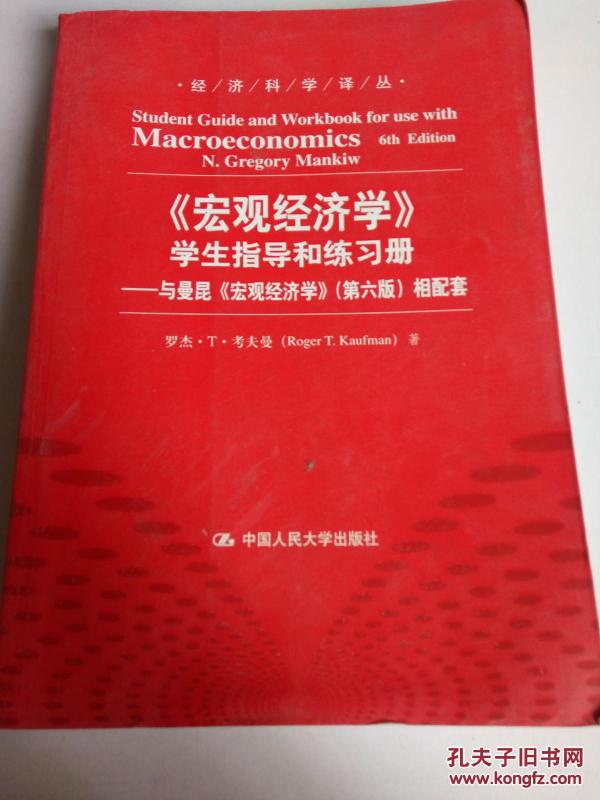 ·经/济/科/学/译/丛·
Student Guide and Workbook for use with
Macroeconomics 6th Edition
N. Gregory Mankiw
《宏观经济学》
学生指导和练习册
——与曼昆《宏观经济学》(第六版)相配套
罗杰·T·考夫曼 (Roger T. Kaufman) 著
中国人民大学出版社
孔夫子旧书网
www.kongfz.com